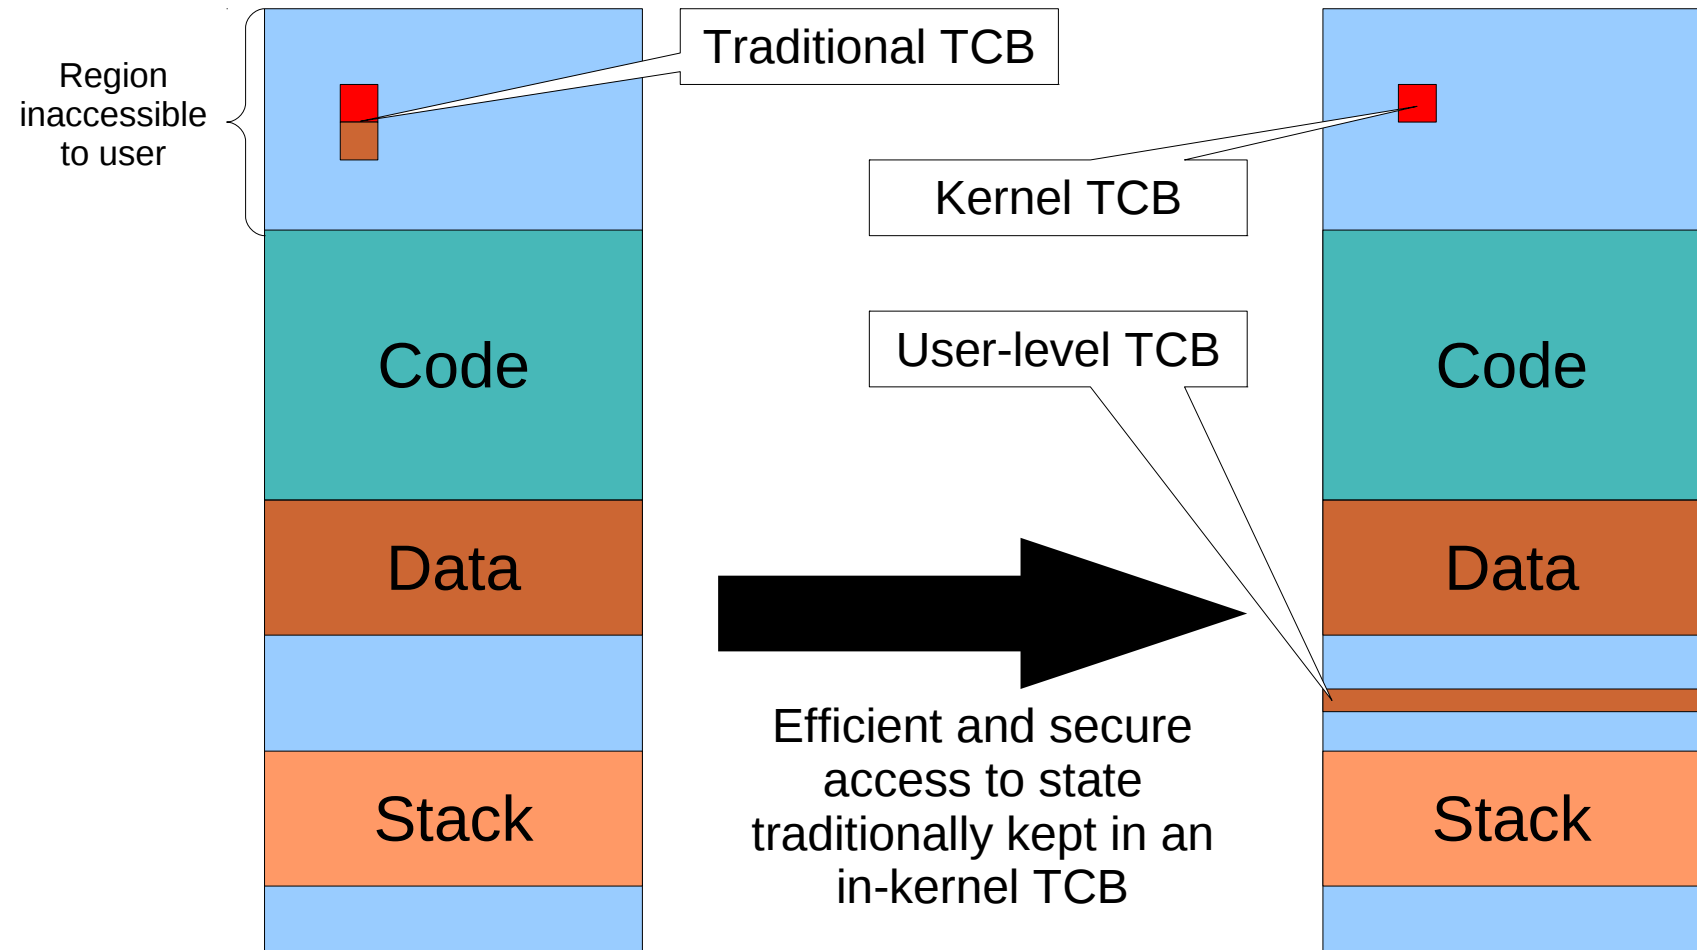 Region
inaccessible
to user
Traditional TCB
Kernel TCB
User-level TCB
Code
Data
Stack
Efficient and secure
access to state
traditionally kept in an
in-kernel TCB
Code
Data
Stack